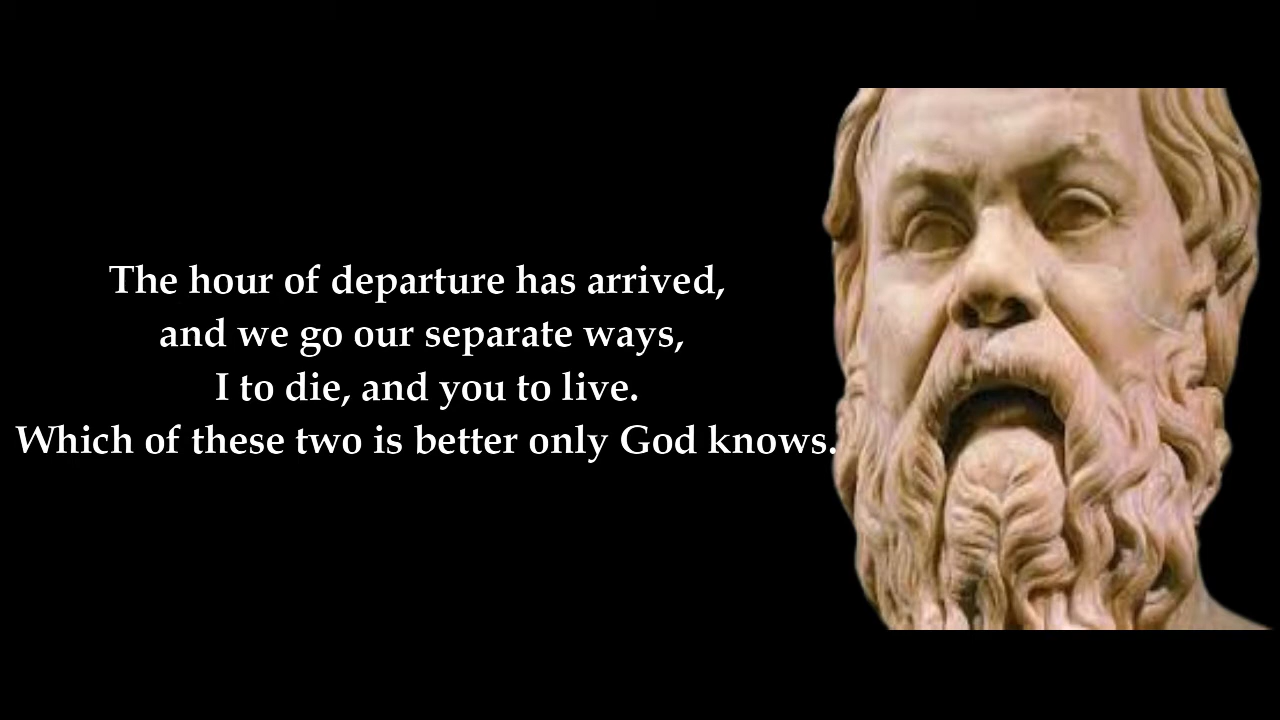 The hour of departure has arrived,
and we go our separate ways,
I to die, and you to live.
Which of these two is better only God knows.